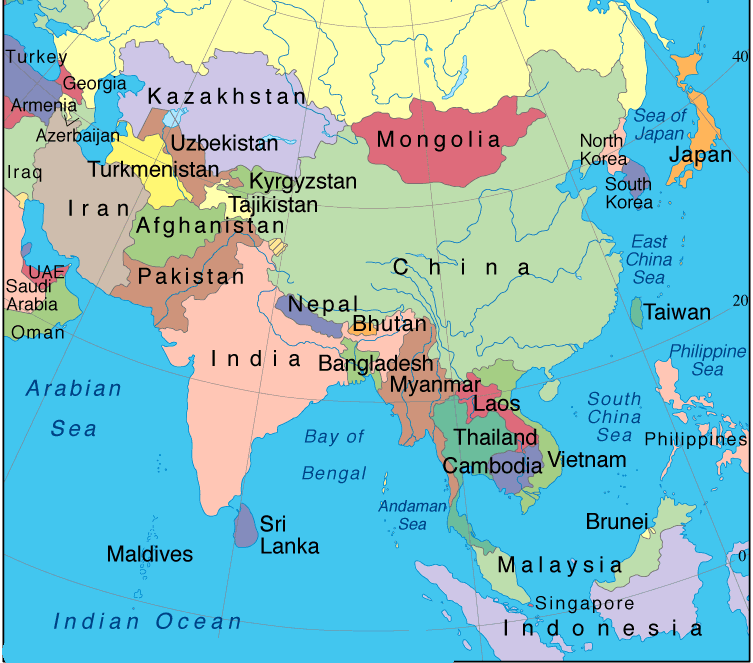 Turkey
40
Georgia
Kazakhstan
Armenia
Sea of
Japan
Azerbaijan
Uzbekistan
Mongolia
North
Korea
Japan
Iraq
Turkmenistan
Kyrgyzstan
South
Korea
Iran
Tajikistan
Afghanistan
East
China
Sea
China
UAE
Pakistan
Saudi
Arabia
Nepal
20
Taiwan
Oman
Bhutan
India
Bangladesh
Philippine
Sea
Arabian
Sea
Myanmar
Laos
South
China
Sea
Bay of
Bengal
Thailand
Philippines
Cambodia
Vietnam
Andaman
Sea
Sri
Lanka
Brunei
Maldives
0
Malaysia
Singapore
Indian Ocean
Indonesia